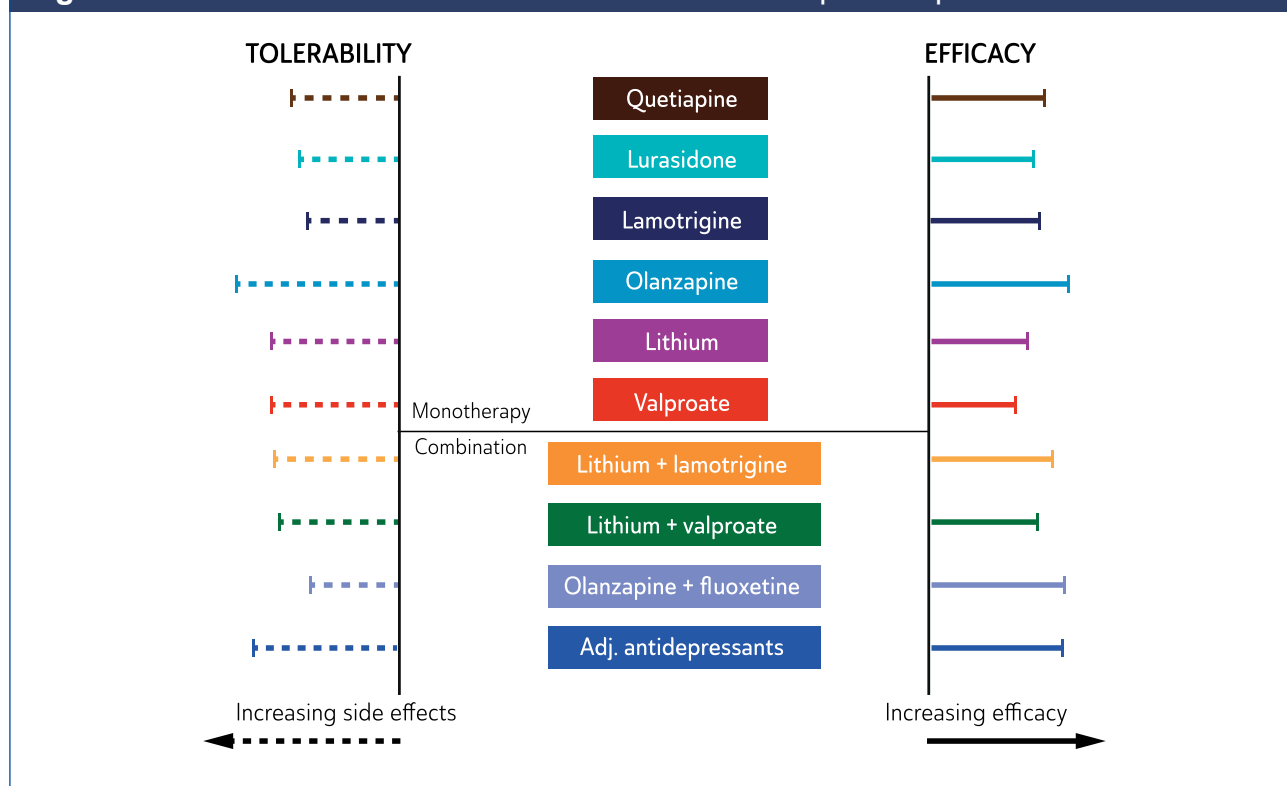 TOLERABILITY
EFFICACY
Quetiapine
Lurasidone
Lamotrigine
Olanzapine
Lithium
Valproate
Monotherapy
Combination
Lithium + lamotrigine
Lithium + valproate
Olanzapine + fluoxetine
Adj. antidepressants
Increasing side effects
Increasing efficacy